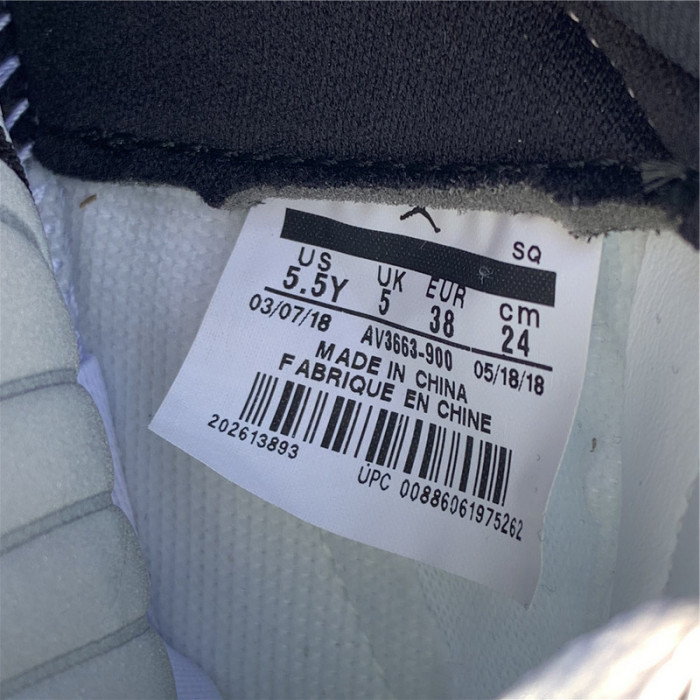 SQ
US UK EUR cm
5.5Y 5 38 24
03/07/18 AV3663-900 05/18/18
MADE IN CHINA
FABRIQUE EN CHINE
202613893
UPC 00886061975262